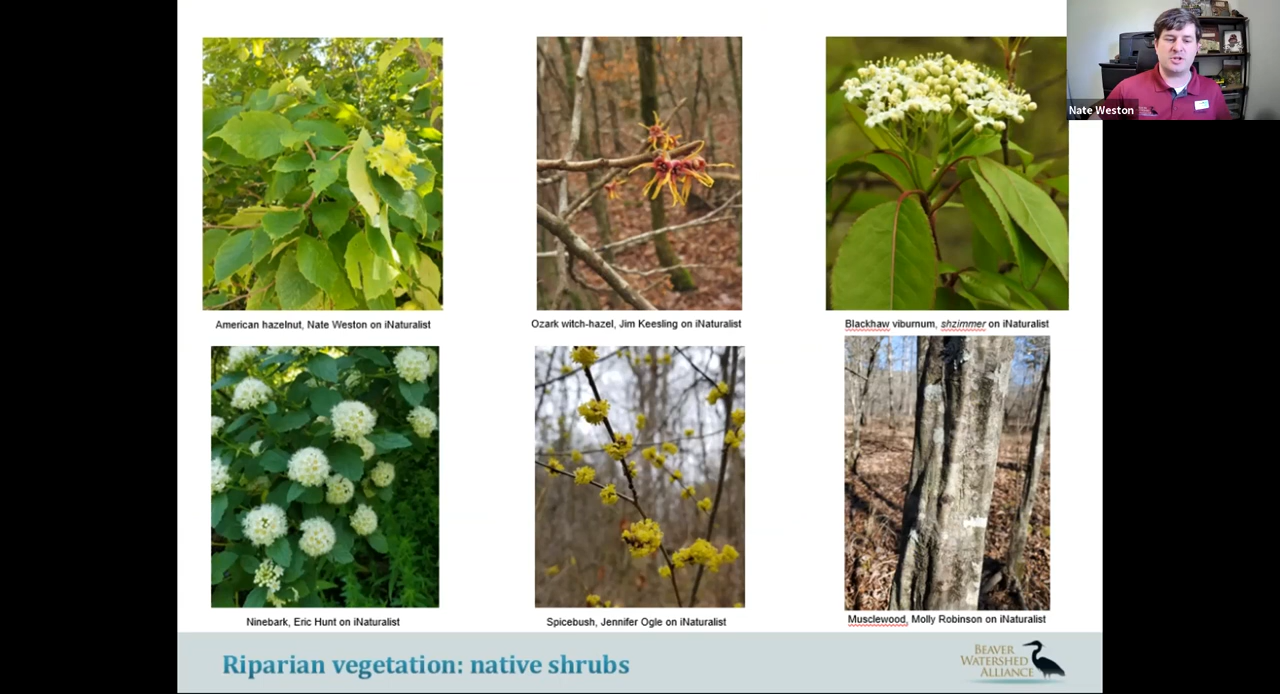 Nate Weston
American hazelnut, Nate Weston on iNaturalist
Ozark witch-hazel, Jim Keesling on iNaturalist
Blackhaw viburnum, shzimmer on iNaturalist
Ninebark, Eric Hunt on iNaturalist
Spicebush, Jennifer Ogle on iNaturalist
Musclewood, Molly Robinson on iNaturalist
Riparian vegetation: native shrubs
BEAVER
WATERSHED
ALLIANCE